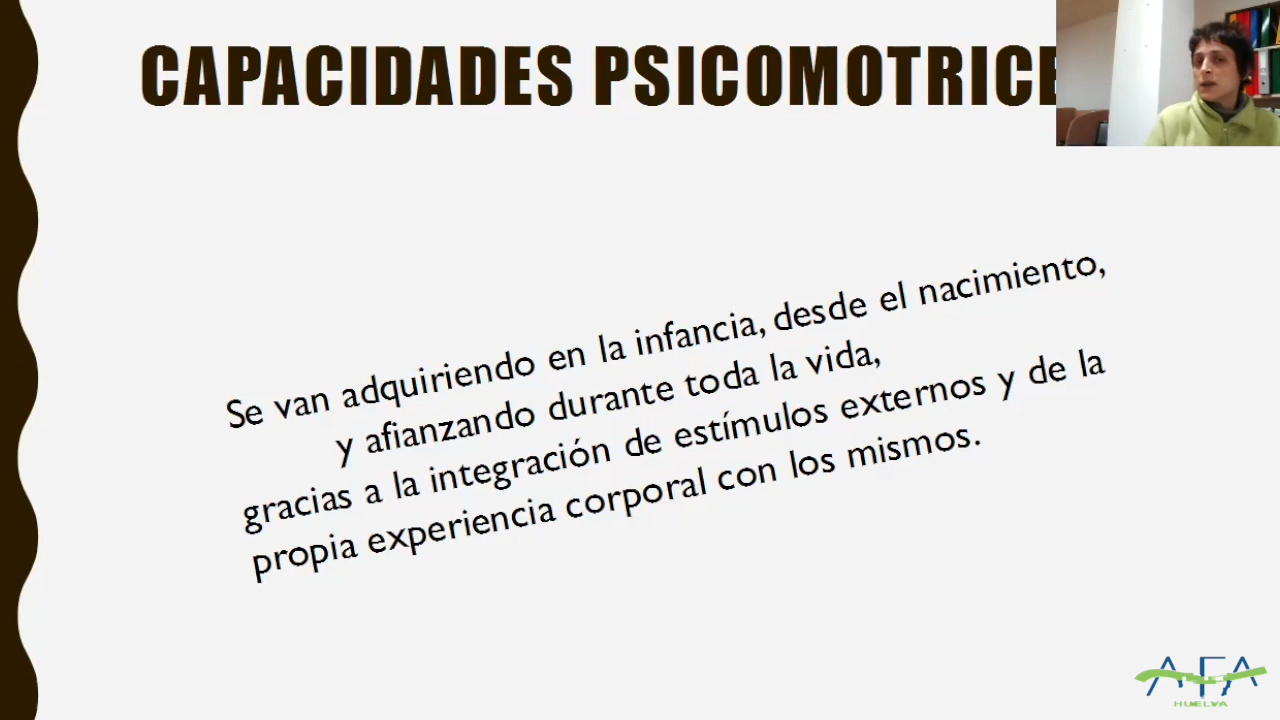 CAPACIDADES PSICOMOTRICE
Se van adquiriendo en la infancia, desde el nacimiento,
y afianzando durante toda la vida,
gracias a la integración de estímulos externos y de la
propia experiencia corporal con los mismos.
AFA
HUELVA